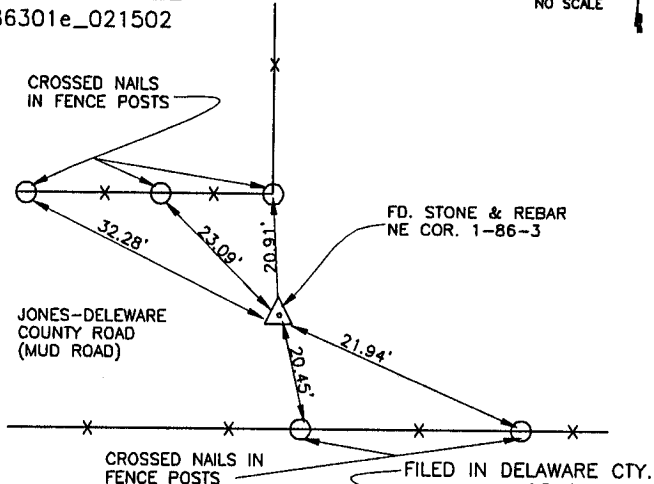 NO SCALE
36301e_021502
CROSSED NAILS
IN FENCE POSTS
32.28'
23.09'
20.91'
FD. STONE & REBAR
NE COR. 1-86-3
JONES-DELEWARE
COUNTY ROAD
(MUD ROAD)
20.45'
21.94'
CROSSED NAILS IN
FENCE POSTS
FILED IN DELAWARE CTY.